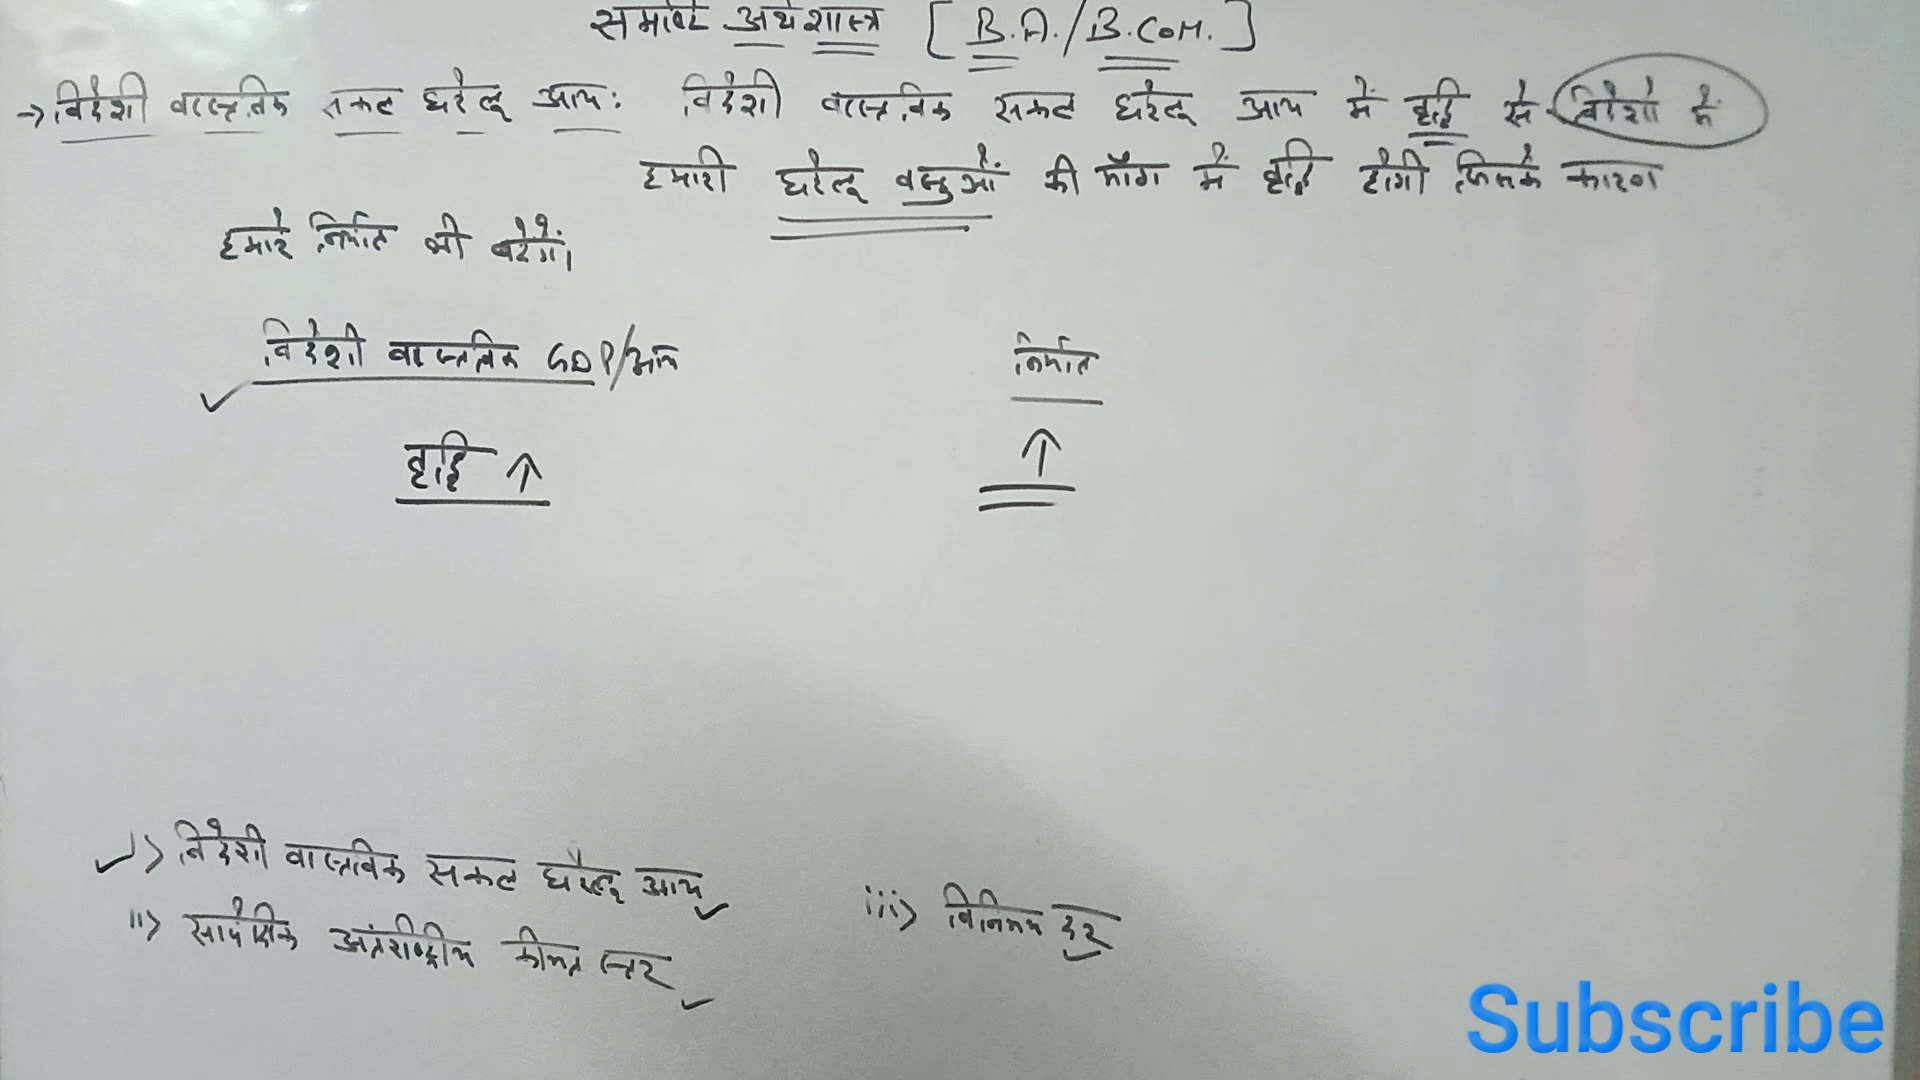 समष्टि अर्थशास्त्र [B.A./B.COM.]
→ विदेशी वास्तविक सकल घरेलू आय: विदेशी वास्तविक सकल घरेलू आय में वृद्धि से विदेशों में
हमारी घरेलू वस्तुओं की माँग में वृद्धि होगी जिसके कारण
हमारे निर्यात भी बढेगें।
विदेशी वास्तविक GDP/आय निर्यात
वृद्धि ↑ ↑
i> विदेशी वास्तविक सकल घरेलू आय
ii> सापेक्षिक अंतर्राष्ट्रीय कीमत स्तर
iii> विनिमय दर
Subscribe